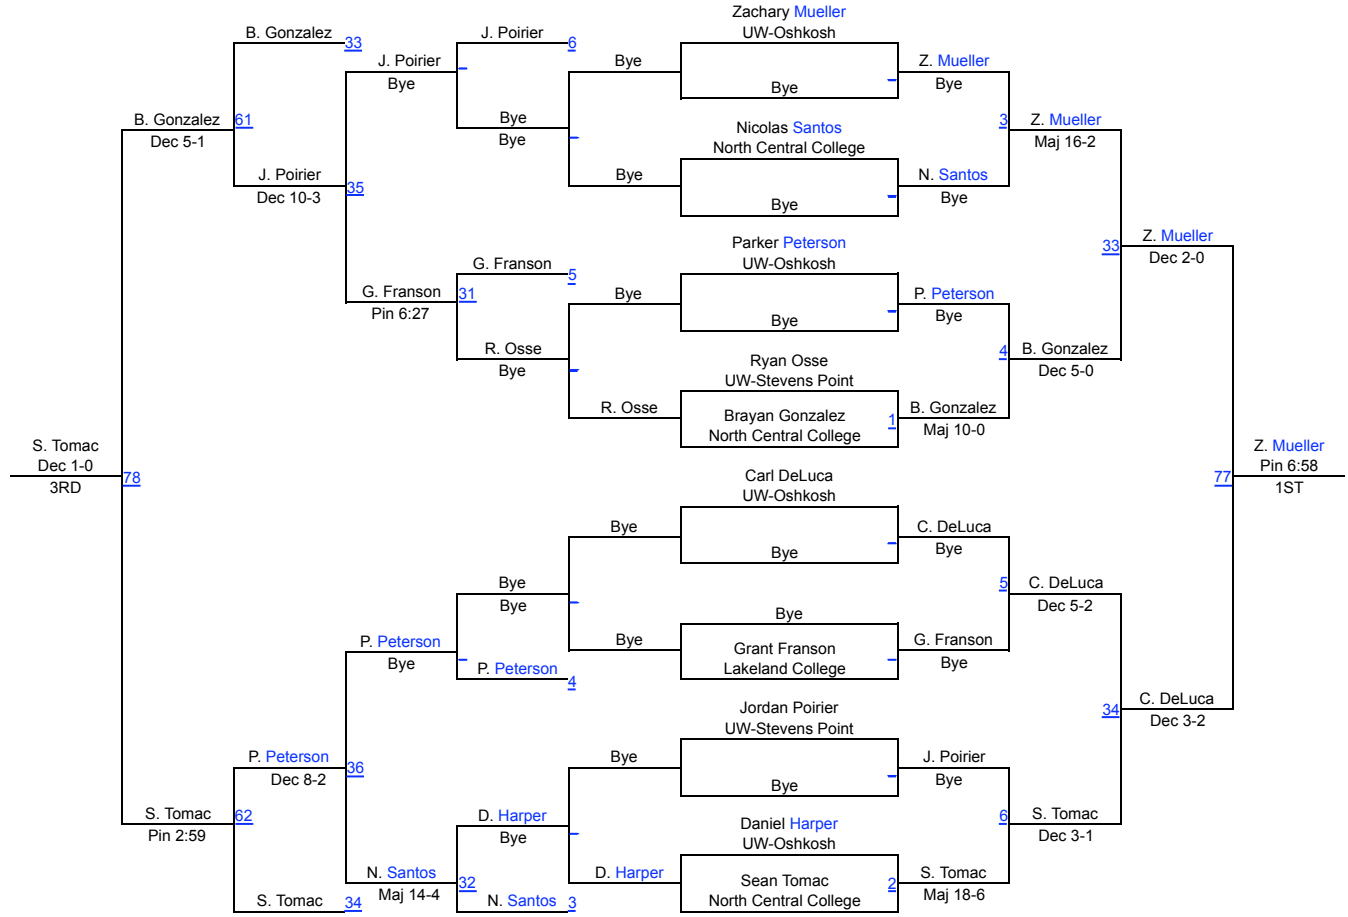 Zachary Mueller
UW-Oshkosh
B. Gonzalez
33
J. Poirier
6
J. Poirier
Bye
Bye
Bye
Z. Mueller
Bye
B. Gonzalez
Dec 5-1
61
Bye
Bye
Nicolas Santos
North Central College
3
Z. Mueller
Maj 16-2
J. Poirier
Dec 10-3
35
Bye
Bye
N. Santos
Bye
Parker Peterson
UW-Oshkosh
33
Z. Mueller
Dec 2-0
G. Franson
5
G. Franson
Pin 6:27
31
Bye
Bye
P. Peterson
Bye
R. Osse
Bye
Ryan Osse
UW-Stevens Point
4
B. Gonzalez
Dec 5-0
R. Osse
Brayan Gonzalez
North Central College
1
B. Gonzalez
Maj 10-0
S. Tomac
Dec 1-0
3RD
78
Carl DeLuca
UW-Oshkosh
77
Z. Mueller
Pin 6:58
1ST
Bye
Bye
C. DeLuca
Bye
Bye
Bye
Bye
5
C. DeLuca
Dec 5-2
P. Peterson
Bye
P. Peterson
4
Bye
Grant Franson
Lakeland College
G. Franson
Bye
Jordan Poirier
UW-Stevens Point
34
C. DeLuca
Dec 3-2
P. Peterson
Dec 8-2
36
Bye
Bye
J. Poirier
Bye
S. Tomac
Pin 2:59
62
D. Harper
Bye
Daniel Harper
UW-Oshkosh
6
S. Tomac
Dec 3-1
N. Santos
Maj 14-4
32
D. Harper
Sean Tomac
North Central College
2
S. Tomac
Maj 18-6
S. Tomac
34
N. Santos
3